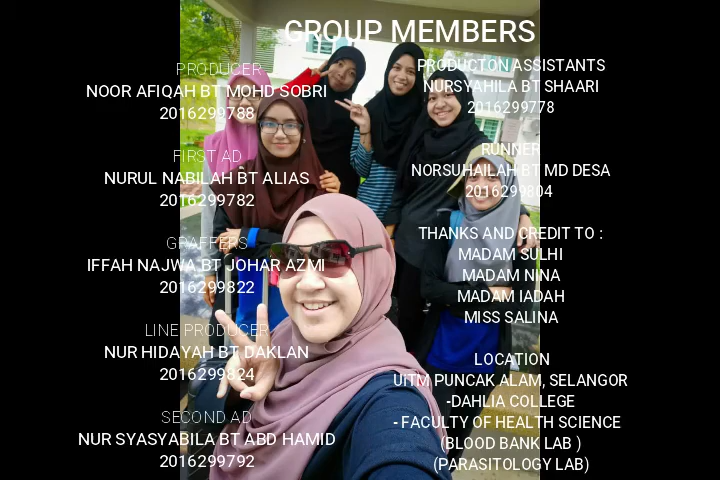 GROUP MEMBERS
PRODUCER
NOOR AFIQAH BT MOHD SOBRI
2016299788
FIRST AD
NURUL NABILAH BT ALIAS
2016299782
GRAFFERS
IFFAH NAJWA BT JOHAR AZMI
2016299822
LINE PRODUCER
NUR HIDAYAH BT DAKLAN
2016299824
SECOND AD
NUR SYASYABILA BT ABD HAMID
2016299792
PRODUCTON ASSISTANTS
NURSYAHILA BT SHAARI
2016299778
RUNNER
NORSUHAILAH BT MD DESA
2016299804
THANKS AND CREDIT TO :
MADAM SULHI
MADAM NINA
MADAM IADAH
MISS SALINA
LOCATION
UITM PUNCAK ALAM, SELANGOR
-DAHLIA COLLEGE
- FACULTY OF HEALTH SCIENCE
(BLOOD BANK LAB )
(PARASITOLOGY LAB)